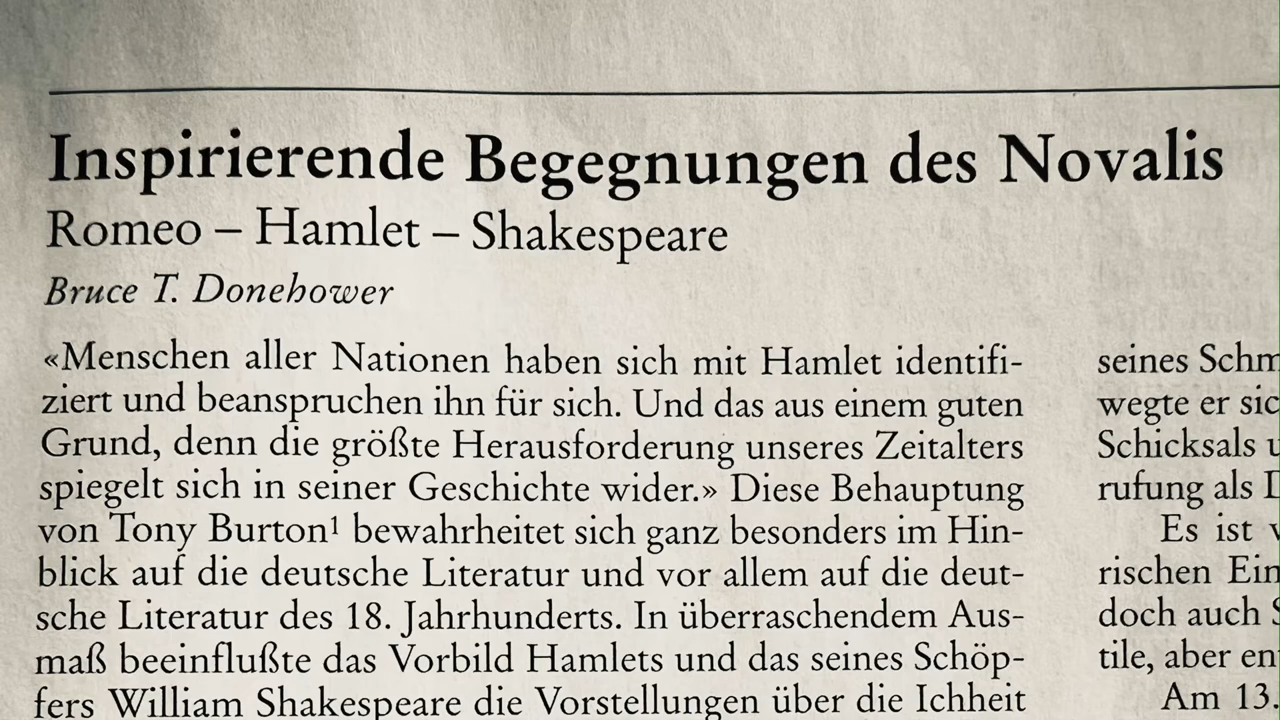 Inspirierende Begegnungen des Novalis
Romeo – Hamlet – Shakespeare
Bruce T. Donehower
«Menschen aller Nationen haben sich mit Hamlet identifi-
ziert und beanspruchen ihn für sich. Und das aus einem guten
Grund, denn die größte Herausforderung unseres Zeitalters
spiegelt sich in seiner Geschichte wider.» Diese Behauptung
von Tony Burton¹ bewahrheitet sich ganz besonders im Hin-
blick auf die deutsche Literatur und vor allem auf die deut-
sche Literatur des 18. Jahrhunderts. In überraschendem Aus-
maß beeinflußte das Vorbild Hamlets und das seines Schöp-
fers William Shakespeare die Vorstellungen über die Ichheit
seines
wegte er
Schicksals
rufung als
Es ist
rischen
doch auch
tile, aber
Am 13.